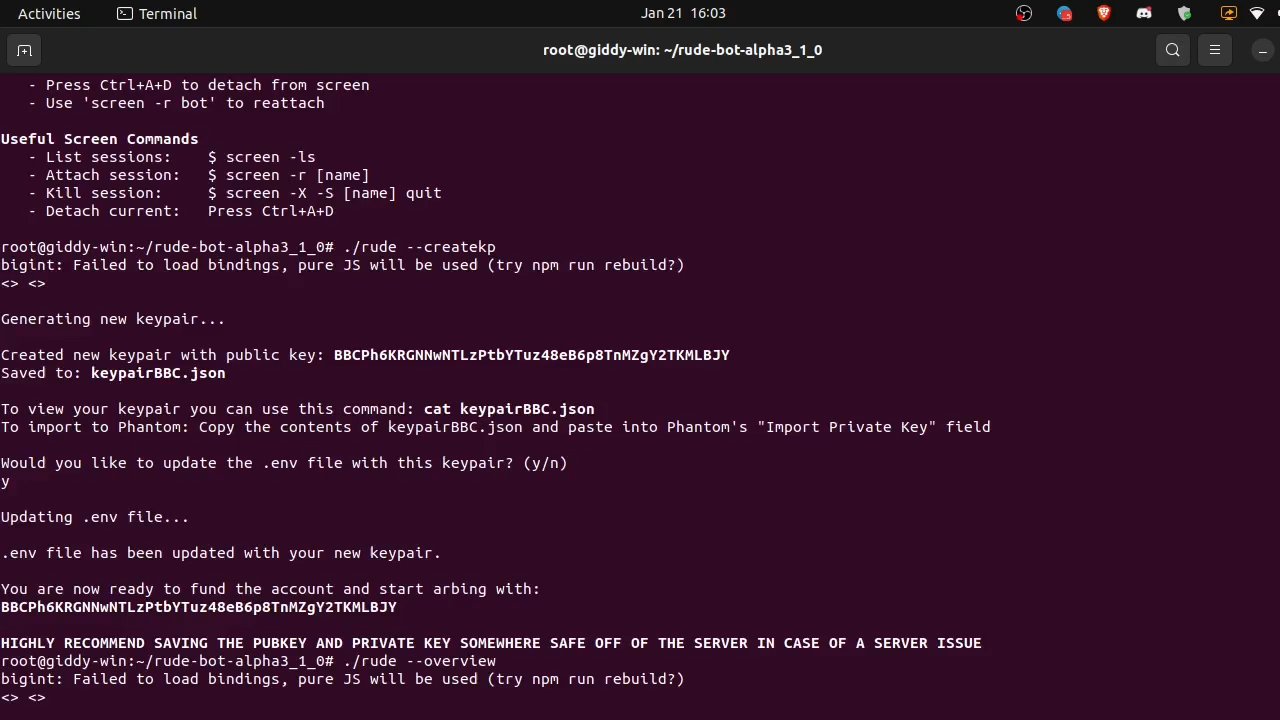 Activities Terminal Jan 21 16:03
root@giddy-win: ~/rude-bot-alpha3_1_0
- Press Ctrl+A+D to detach from screen
- Use 'screen -r bot' to reattach
Useful Screen Commands
- List sessions: $ screen -ls
- Attach session: $ screen -r [name]
- Kill session: $ screen -X -S [name] quit
- Detach current: Press Ctrl+A+D
root@giddy-win:~/rude-bot-alpha3_1_0# ./rude --createkp
bigint: Failed to load bindings, pure JS will be used (try npm run rebuild?)
<> <>
Generating new keypair...
Created new keypair with public key: BBCPh6KRGNNwNTLzPtbYTuz48eB6p8TnMZgY2TKMLBJY
Saved to: keypairBBC.json
To view your keypair you can use this command: cat keypairBBC.json
To import to Phantom: Copy the contents of keypairBBC.json and paste into Phantom's "Import Private Key" field
Would you like to update the .env file with this keypair? (y/n)
y
Updating .env file...
.env file has been updated with your new keypair.
You are now ready to fund the account and start arbing with:
BBCPh6KRGNNwNTLzPtbYTuz48eB6p8TnMZgY2TKMLBJY
HIGHLY RECOMMEND SAVING THE PUBKEY AND PRIVATE KEY SOMEWHERE SAFE OFF OF THE SERVER IN CASE OF A SERVER ISSUE
root@giddy-win:~/rude-bot-alpha3_1_0# ./rude --overview
bigint: Failed to load bindings, pure JS will be used (try npm run rebuild?)
<> <>